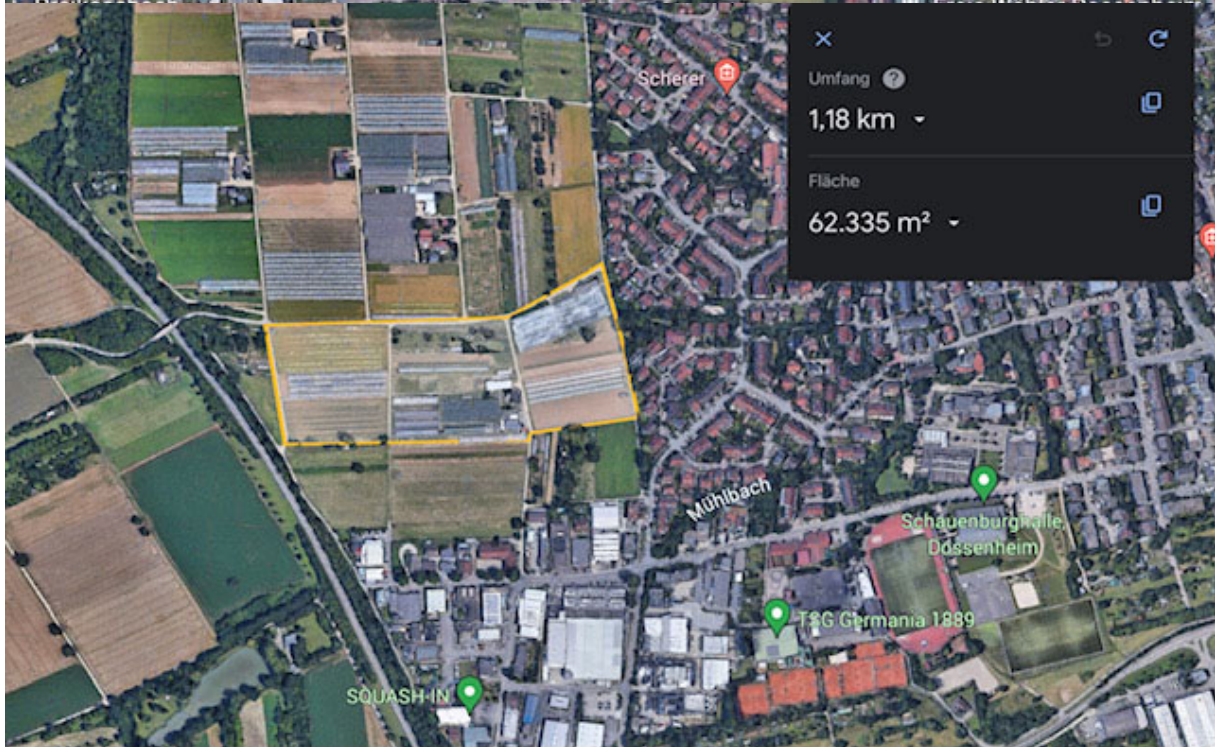 Scherer
Umfang ?
1,18 km
Fläche
62.335 m²
Mühlbach
Schauenburghalle,
Dossenheim
TSG Germania 1889
SQUASH-IN